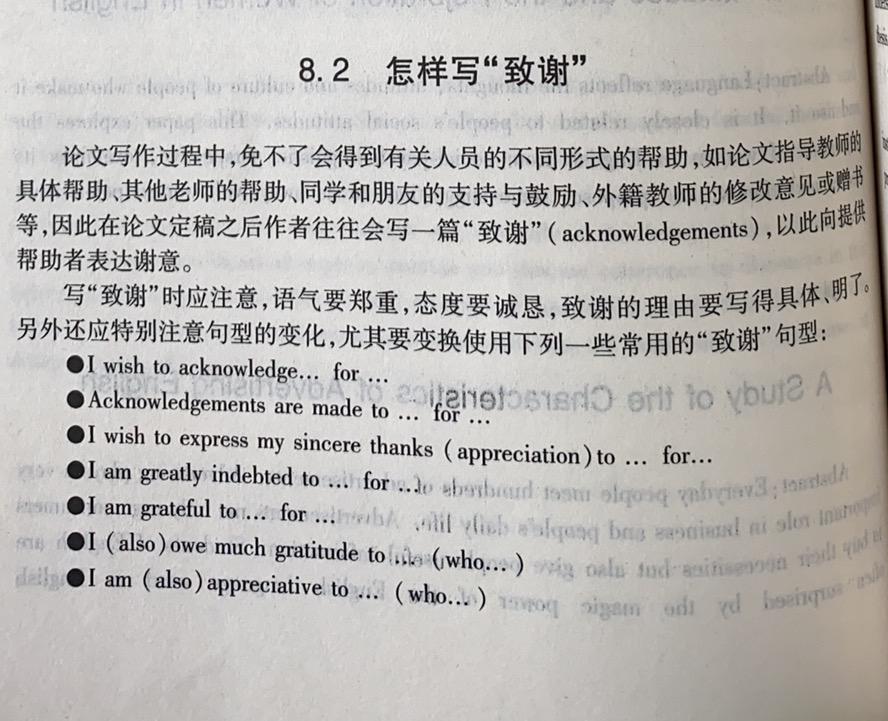 8.2 怎样写“致谢”
论文写作过程中,免不了会得到有关人员的不同形式的帮助,如论文指导教师的
具体帮助、其他老师的帮助、同学和朋友的支持与鼓励、外籍教师的修改意见或赠书
等,因此在论文定稿之后作者往往会写一篇“致谢”(acknowledgements),以此向提供
帮助者表达谢意。
写“致谢”时应注意,语气要郑重,态度要诚恳,致谢的理由要写得具体、明了。
另外还应特别注意句型的变化,尤其要变换使用下列一些常用的“致谢”句型:
●I wish to acknowledge… for …
●Acknowledgements are made to … for …
●I wish to express my sincere thanks (appreciation) to … for…
●I am greatly indebted to … for …
●I am grateful to … for …
●I (also) owe much gratitude to … (who…)
●I am (also) appreciative to … (who…)